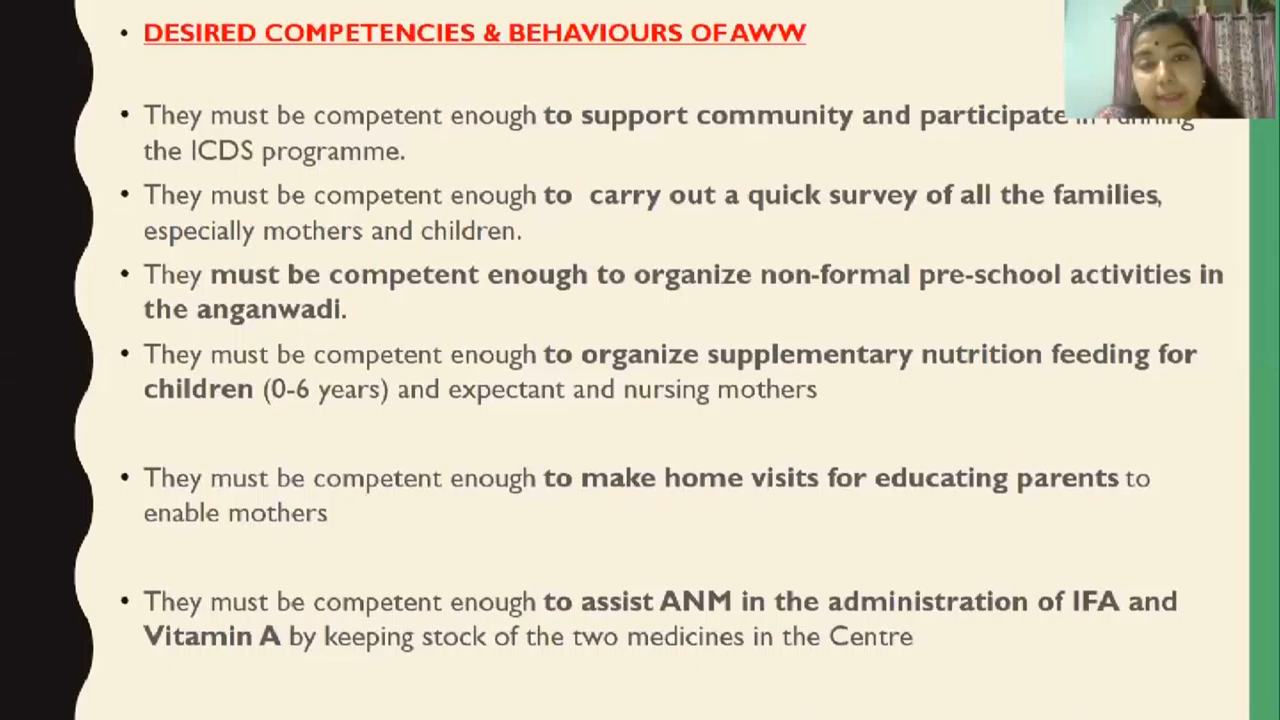 DESIRED COMPETENCIES & BEHAVIOURS OF AWW
They must be competent enough to support community and participate in running
the ICDS programme.
They must be competent enough to carry out a quick survey of all the families,
especially mothers and children.
They must be competent enough to organize non-formal pre-school activities in
the anganwadi.
They must be competent enough to organize supplementary nutrition feeding for
children (0-6 years) and expectant and nursing mothers
They must be competent enough to make home visits for educating parents to
enable mothers
They must be competent enough to assist ANM in the administration of IFA and
Vitamin A by keeping stock of the two medicines in the Centre